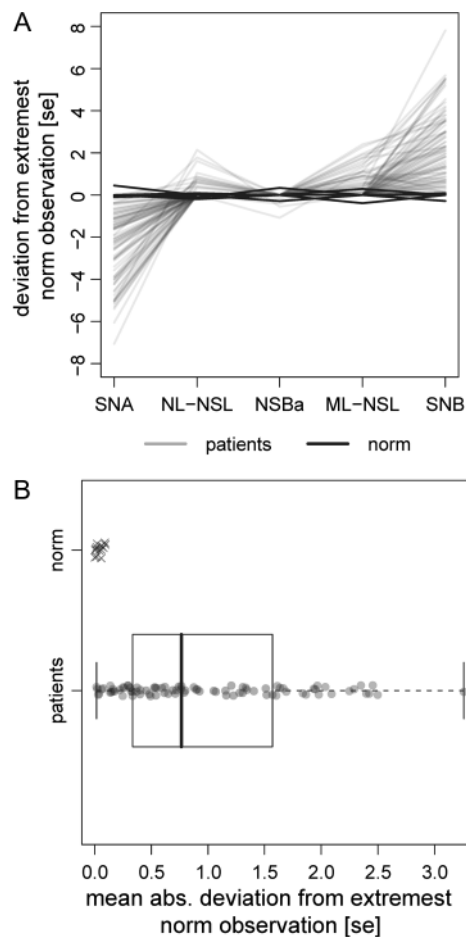 A
deviation from extremest
norm observation [se]
8
6
4
2
0
−2
−4
−6
−8
SNA NL−NSL NSBa ML−NSL SNB
patients norm
B
norm
patients
0.0 0.5 1.0 1.5 2.0 2.5 3.0
mean abs. deviation from extremest
norm observation [se]